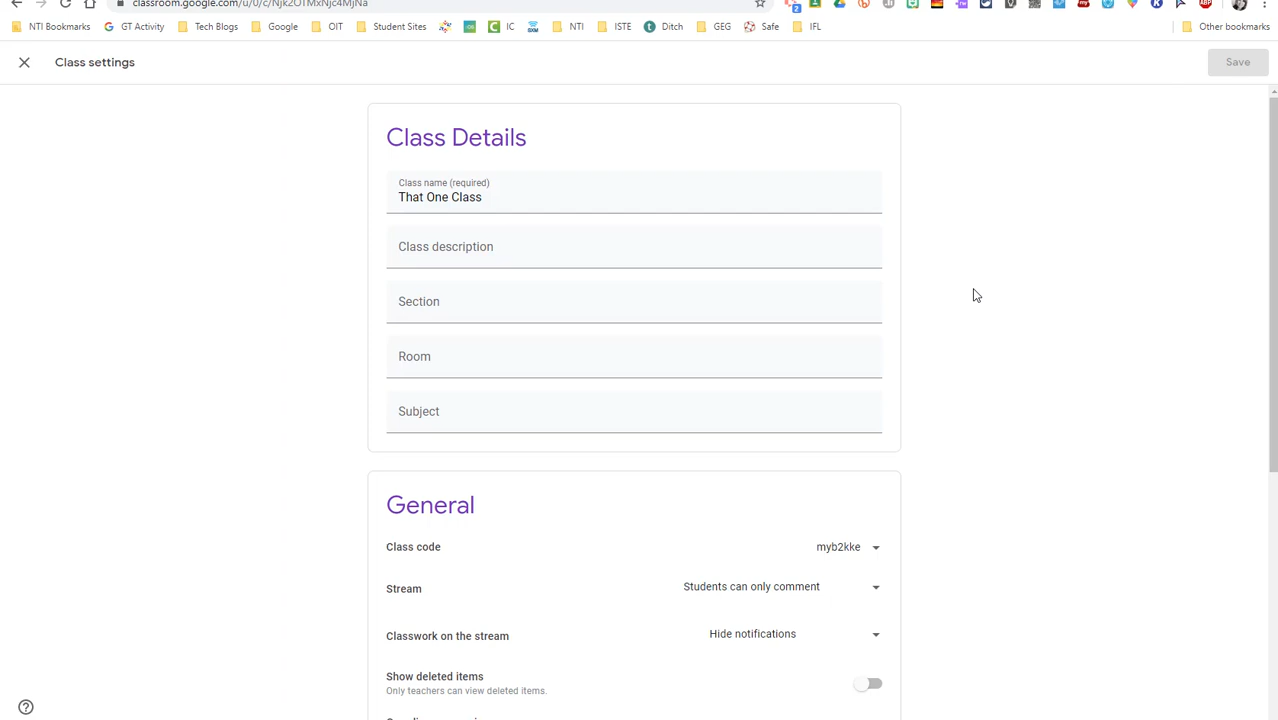 classroom.google.com/u/0/c/Njk2OTMxNjc4MjNa
2
ABP
NTI Bookmarks
GT Activity
Tech Blogs
Google
OIT
Student Sites
IC
NTI
ISTE
Ditch
GEG
Safe
IFL
Other bookmarks
Class settings
Save
Class Details
Class name (required)
That One Class
Class description
Section
Room
Subject
General
Class code
myb2kke
Stream
Students can only comment
Classwork on the stream
Hide notifications
Show deleted items
Only teachers can view deleted items.